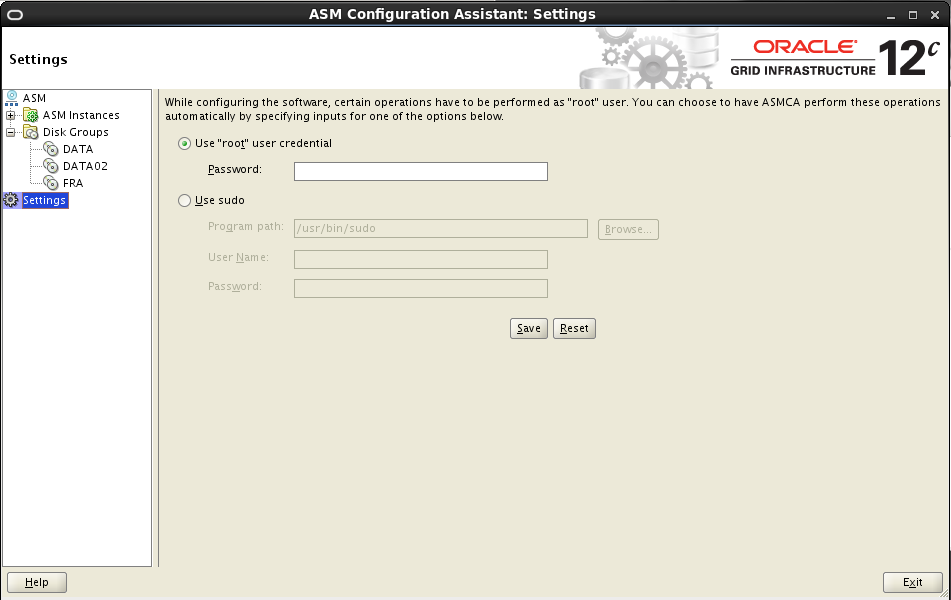 ASM Configuration Assistant: Settings
Settings
ORACLE
GRID INFRASTRUCTURE
12c
ASM
ASM Instances
Disk Groups
DATA
DATA02
FRA
Settings
While configuring the software, certain operations have to be performed as "root" user. You can choose to have ASMCA perform these operations
automatically by specifying inputs for one of the options below.
Use "root" user credential
Password:
Use sudo
Program path: /usr/bin/sudo Browse...
User Name:
Password:
Save Reset
Help Exit